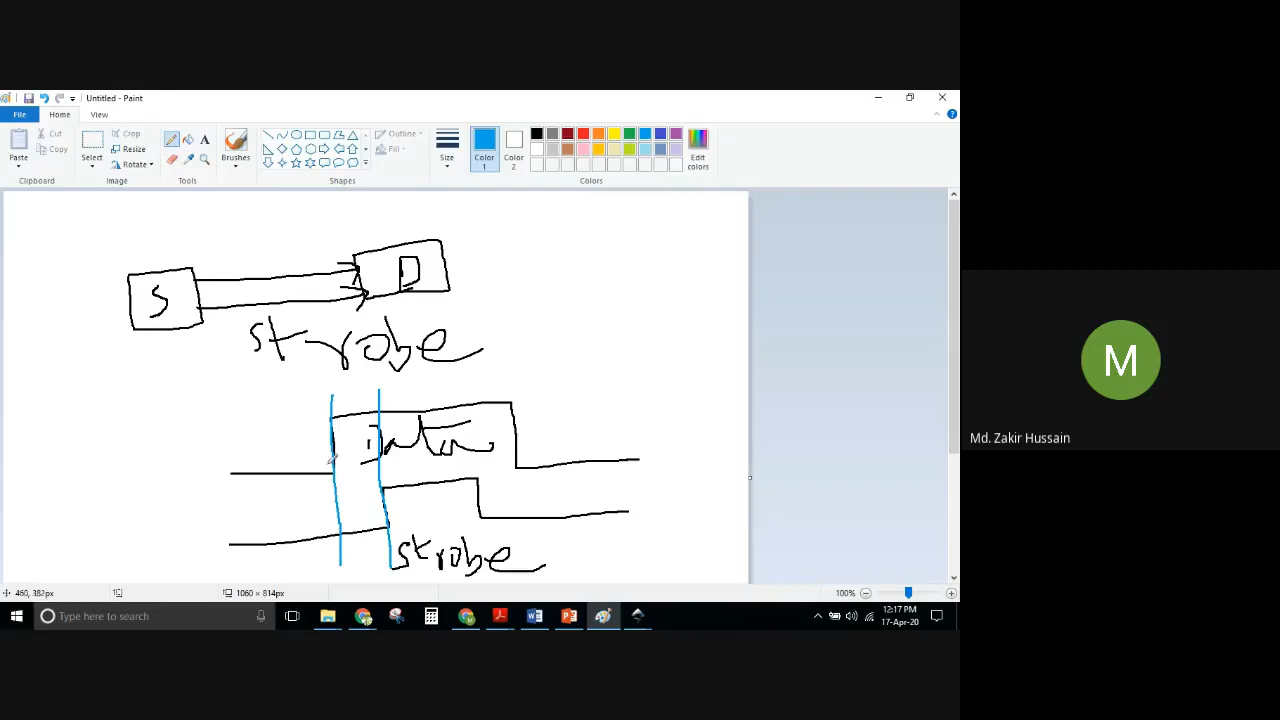 Untitled - Paint
File Home View
Paste
Cut
Copy
Clipboard
Select
Crop
Resize
Rotate
Image
Tools
Brushes
Shapes
Outline
Fill
Size
Color 1
Color 2
Edit colors
Colors
S
D
strobe
Data
strobe
M
Md. Zakir Hussain
460, 382px
1060 × 814px
100%
Type here to search
12:17 PM
17-Apr-20